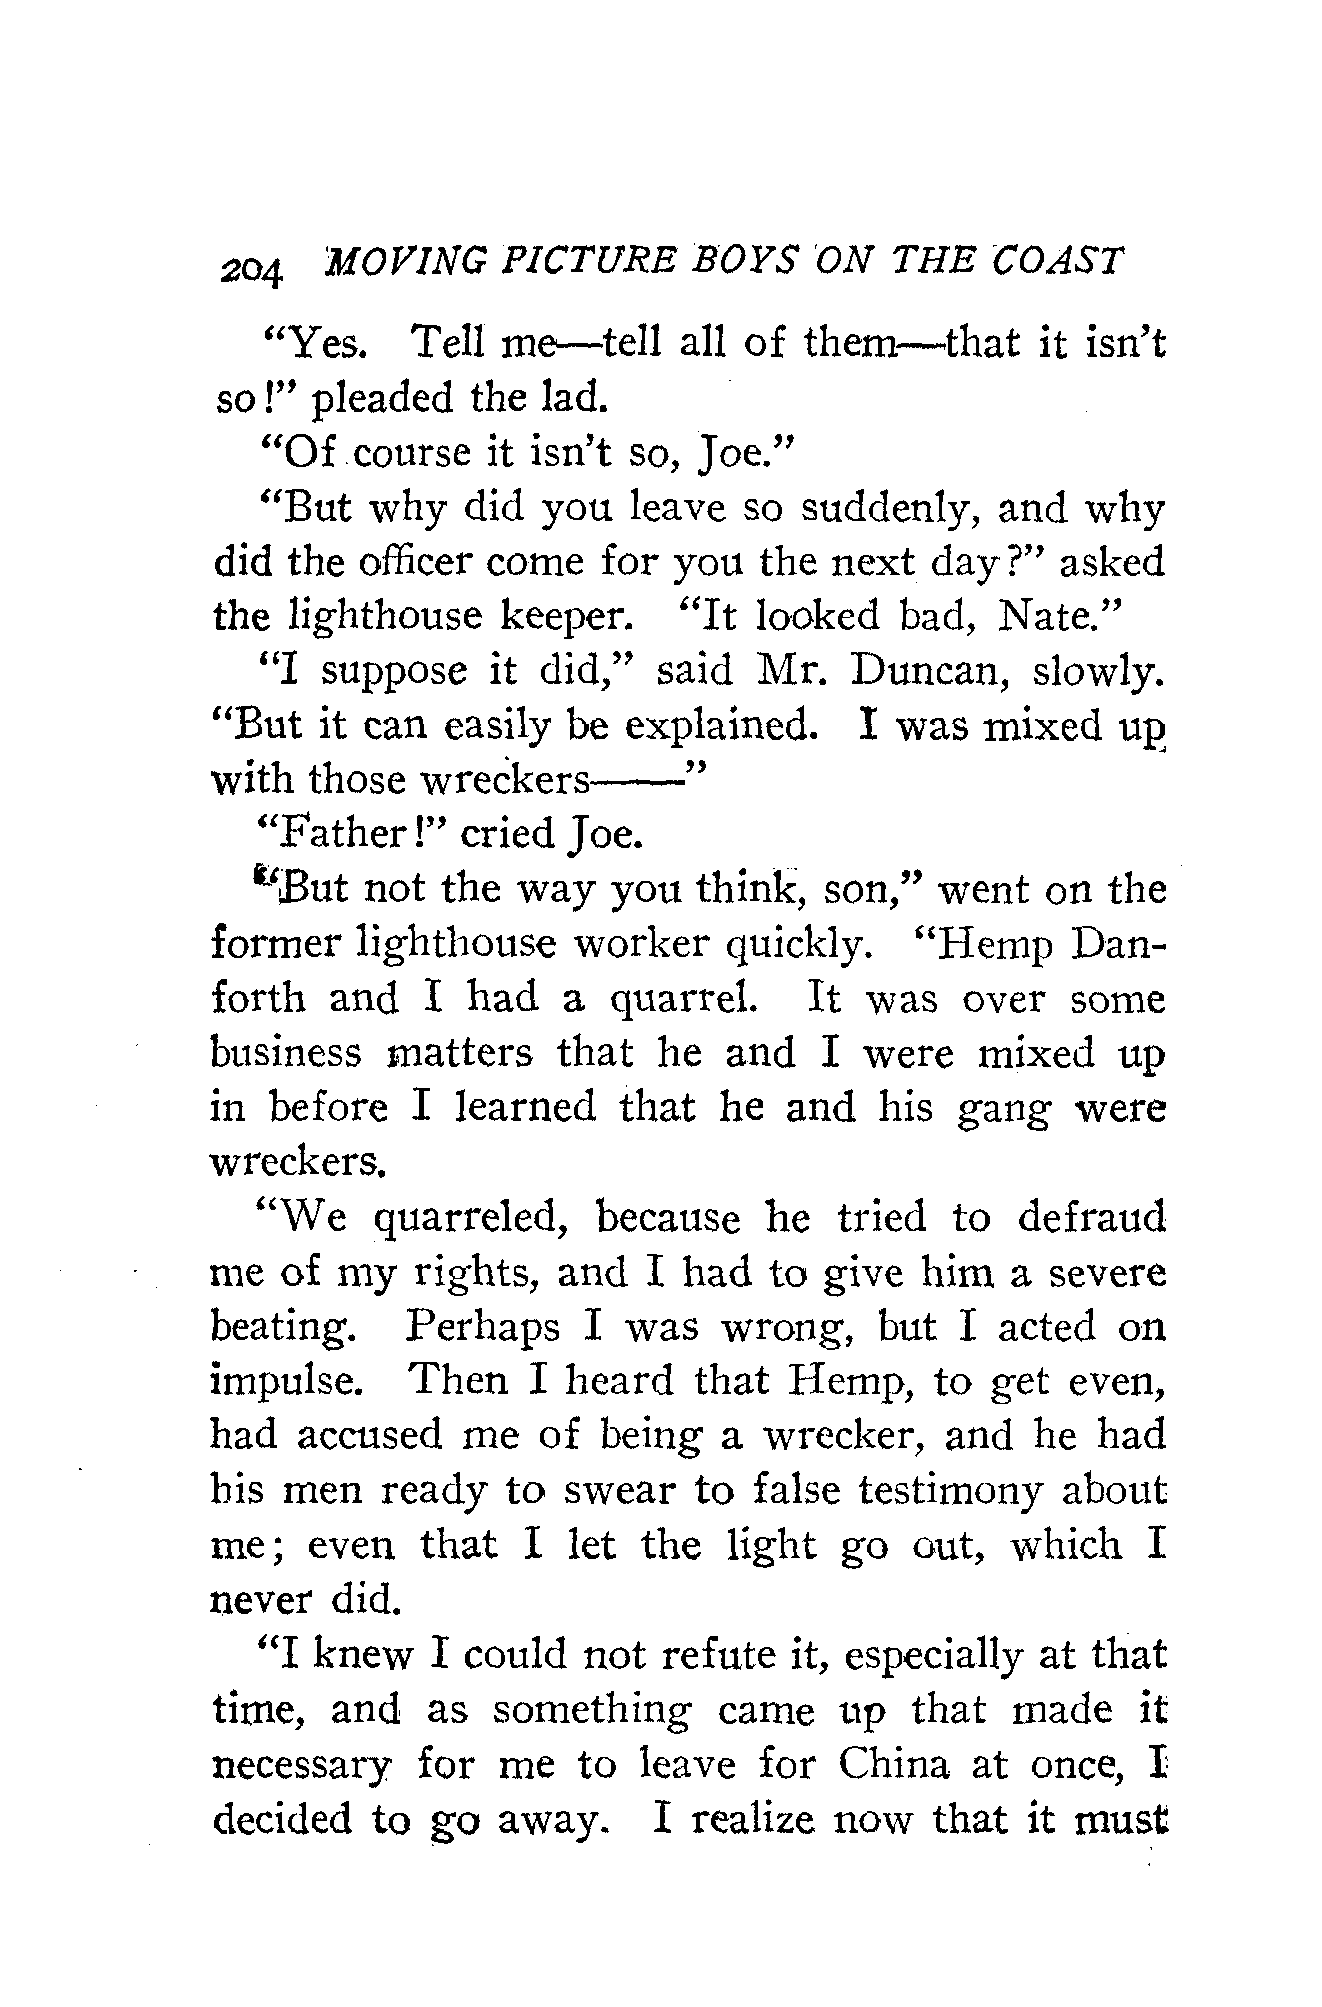 204 MOVING PICTURE BOYS ON THE COAST
“Yes. Tell me—tell all of them—that it isn’t
so!” pleaded the lad.
“Of course it isn’t so, Joe.”
“But why did you leave so suddenly, and why
did the officer come for you the next day?” asked
the lighthouse keeper. “It looked bad, Nate.”
“I suppose it did,” said Mr. Duncan, slowly.
“But it can easily be explained. I was mixed up
with those wreckers——”
“Father!” cried Joe.
“But not the way you think, son,” went on the
former lighthouse worker quickly. “Hemp Dan-
forth and I had a quarrel. It was over some
business matters that he and I were mixed up
in before I learned that he and his gang were
wreckers.
“We quarreled, because he tried to defraud
me of my rights, and I had to give him a severe
beating. Perhaps I was wrong, but I acted on
impulse. Then I heard that Hemp, to get even,
had accused me of being a wrecker, and he had
his men ready to swear to false testimony about
me; even that I let the light go out, which I
never did.
“I knew I could not refute it, especially at that
time, and as something came up that made it
necessary for me to leave for China at once, I
decided to go away. I realize now that it must